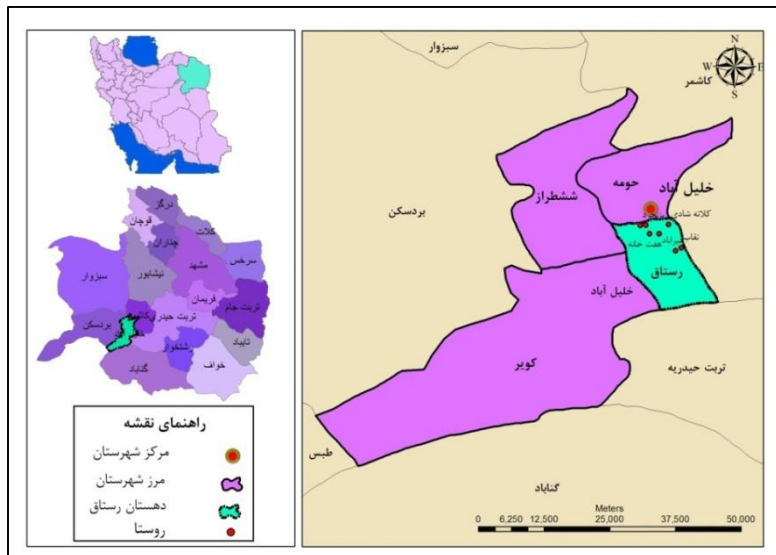 سبزوار
N
W
E
S
کاشمر
بردسکن
ششطراز
حومه
خلیل آباد
کلاته شادی
نقاب
هفت خانه
رستاق
خلیل آباد
کویر
تربت حیدریه
طبس
گناباد
Meters
0 6,250 12,500 25,000 37,500 50,000
درگز
قوچان
کلات
چناران
سرخس
مشهد
نیشابور
سبزوار
فریمان
تربت جام
تربت حیدریه
بردسکن
تایباد
رشتخوار
خواف
گناباد
راهنمای نقشه
مرکز شهرستان
مرز شهرستان
دهستان رستاق
روستا